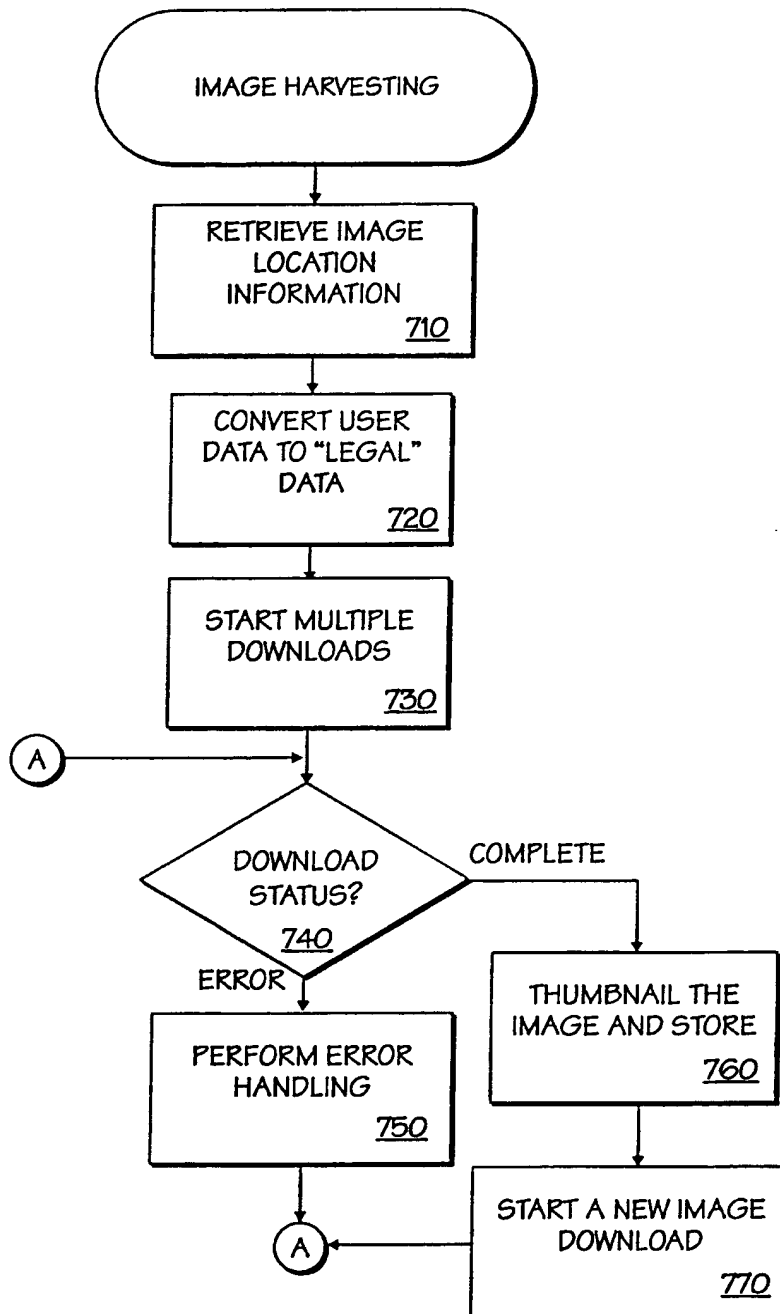 IMAGE HARVESTING
RETRIEVE IMAGE
LOCATION
INFORMATION
710
CONVERT USER
DATA TO "LEGAL"
DATA
720
START MULTIPLE
DOWNLOADS
730
A
DOWNLOAD
STATUS?
740
COMPLETE
ERROR
THUMBNAIL THE
IMAGE AND STORE
760
PERFORM ERROR
HANDLING
750
START A NEW IMAGE
DOWNLOAD
770
A